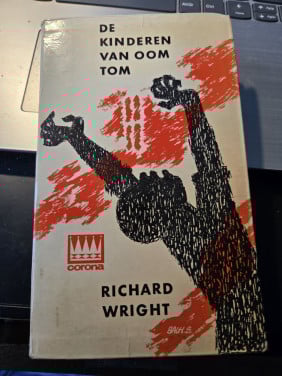 DE
KINDEREN
VAN OOM
TOM
corona
RICHARD
WRIGHT